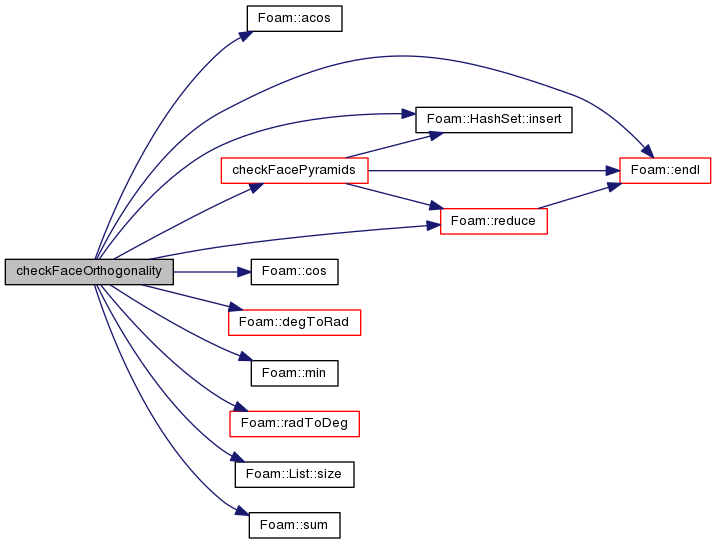 Foam::acos
Foam::HashSet::insert
checkFacePyramids
Foam::endl
Foam::reduce
checkFaceOrthogonality
Foam::cos
Foam::degToRad
Foam::min
Foam::radToDeg
Foam::List::size
Foam::sum